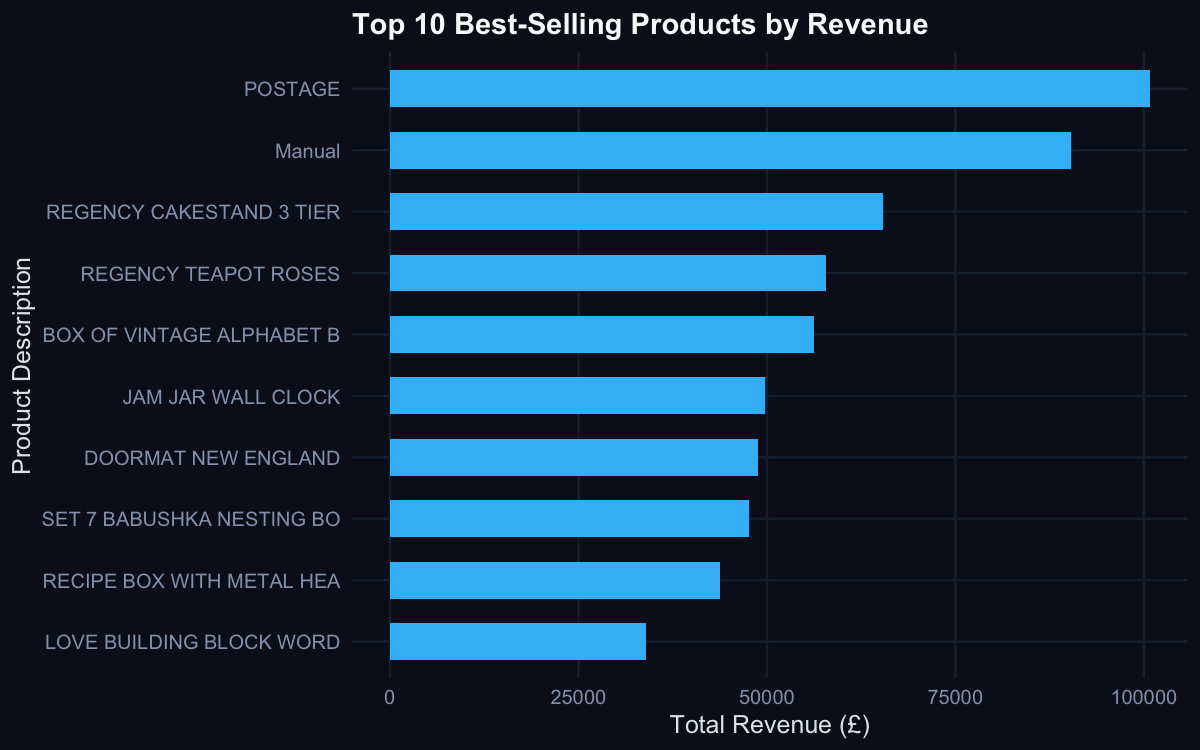 Top 10 Best-Selling Products by Revenue
Product Description
POSTAGE
Manual
REGENCY CAKESTAND 3 TIER
REGENCY TEAPOT ROSES
BOX OF VINTAGE ALPHABET B
JAM JAR WALL CLOCK
DOORMAT NEW ENGLAND
SET 7 BABUSHKA NESTING BO
RECIPE BOX WITH METAL HEA
LOVE BUILDING BLOCK WORD
0 25000 50000 75000 100000
Total Revenue (£)